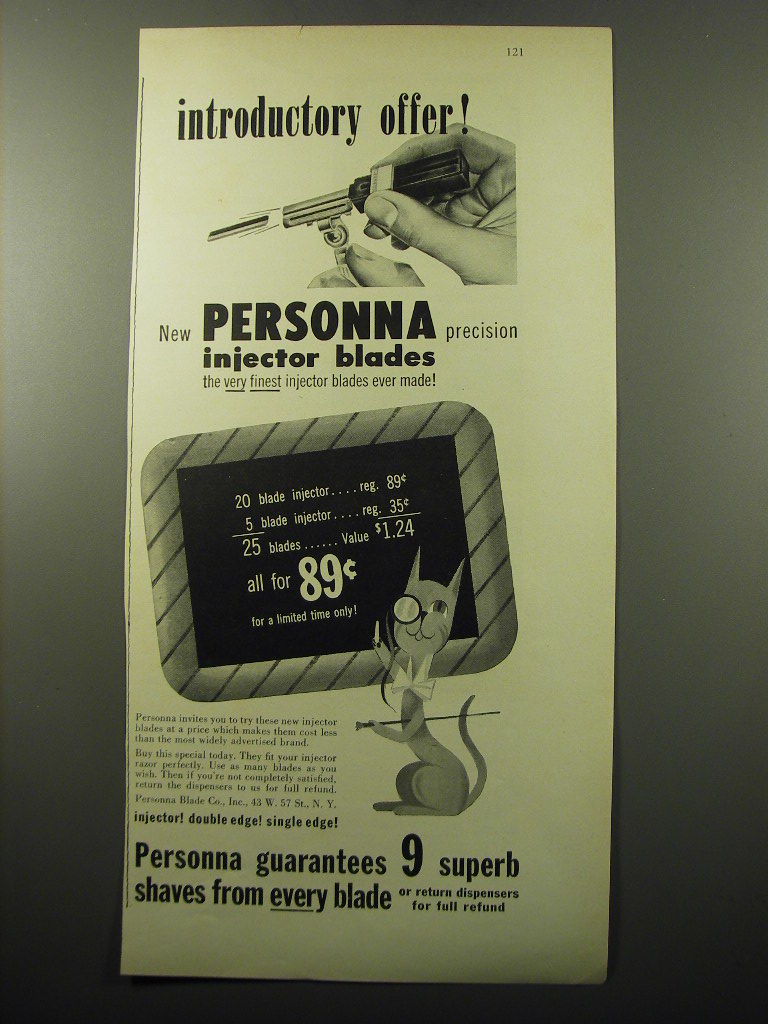 121
introductory offer!
New PERSONNA precision
injector blades
the very finest injector blades ever made!
20 blade injector....reg. 89¢
5 blade injector....reg. 35¢
25 blades...... Value $1.24
all for 89¢
for a limited time only!
Personna invites you to try these new injector
blades at a price which makes them cost less
than the most widely advertised brand.
Buy this special today. They fit your injector
razor perfectly. Use as many blades as you
wish. Then if you're not completely satisfied,
return the dispensers to us for full refund.
Personna Blade Co., Inc., 43 W. 57 St., N. Y.
injector! double edge! single edge!
Personna guarantees 9 superb
shaves from every blade or return dispensers
for full refund